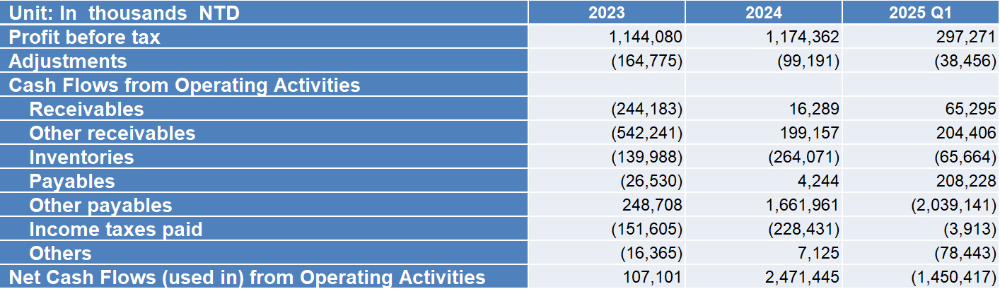 Unit: In thousands NTD 2023 2024 2025 Q1
Profit before tax 1,144,080 1,174,362 297,271
Adjustments (164,775) (99,191) (38,456)
Cash Flows from Operating Activities
Receivables (244,183) 16,289 65,295
Other receivables (542,241) 199,157 204,406
Inventories (139,988) (264,071) (65,664)
Payables (26,530) 4,244 208,228
Other payables 248,708 1,661,961 (2,039,141)
Income taxes paid (151,605) (228,431) (3,913)
Others (16,365) 7,125 (78,443)
Net Cash Flows (used in) from Operating Activities 107,101 2,471,445 (1,450,417)